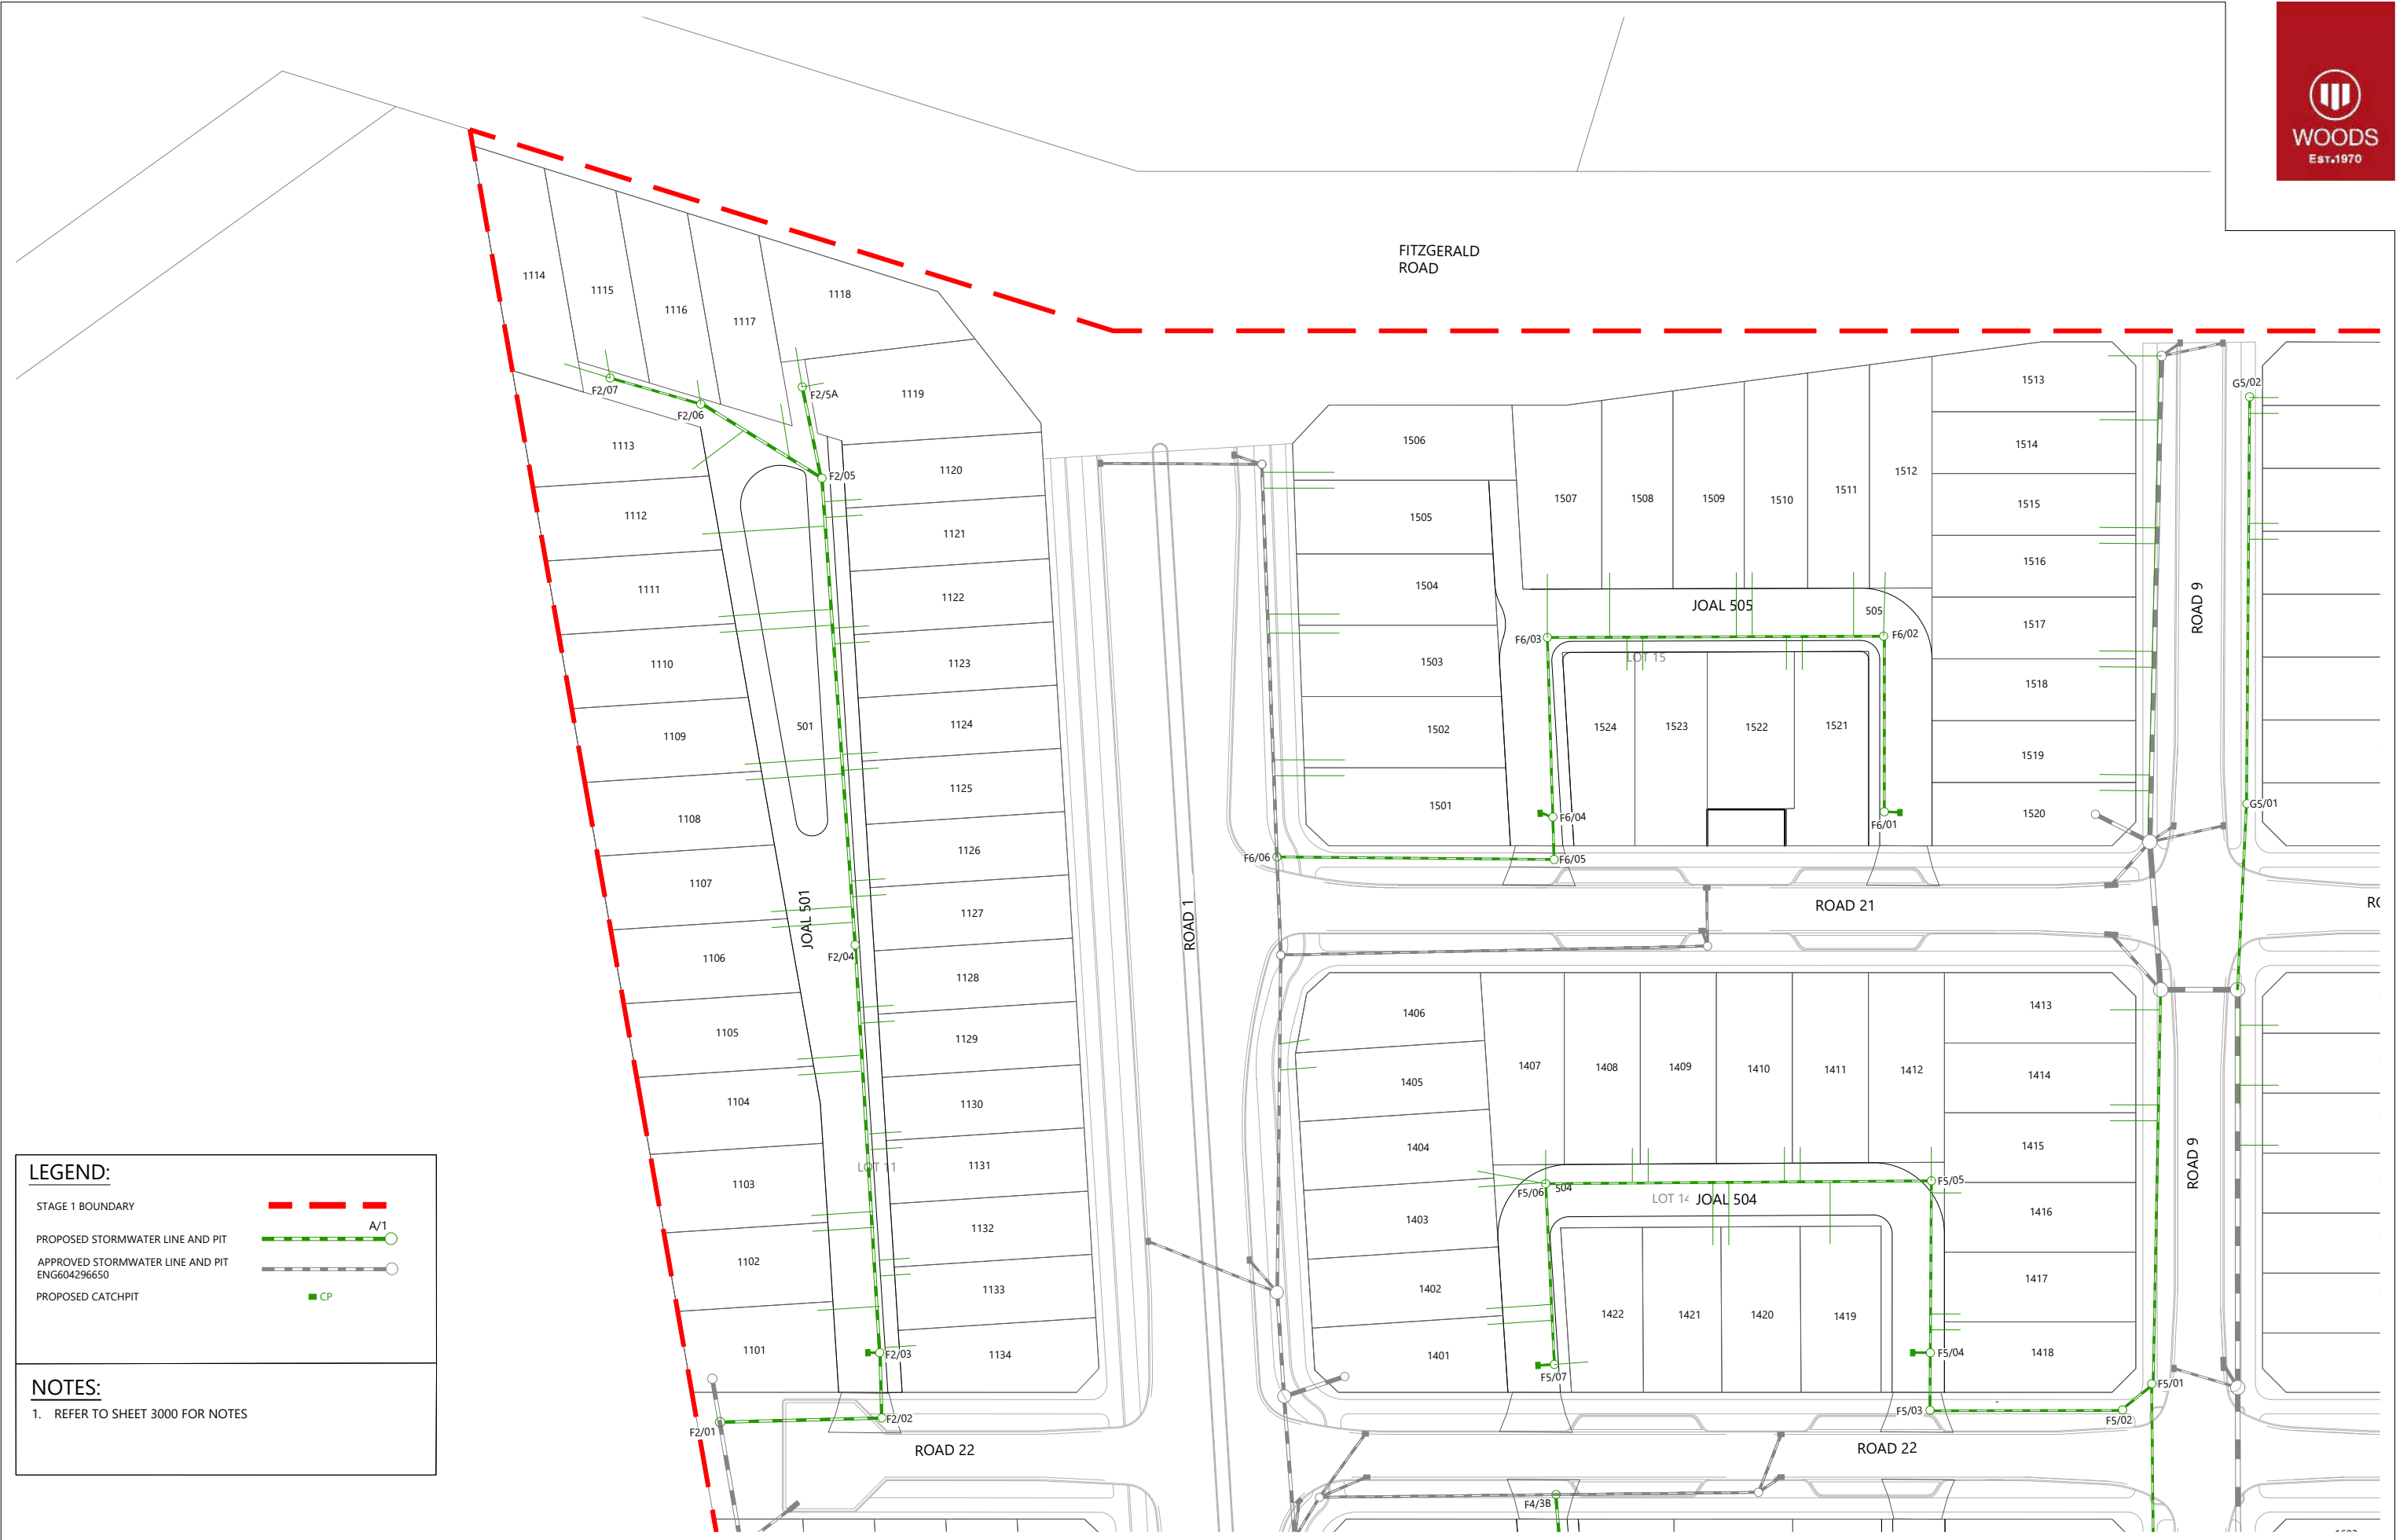 WOODS
EST.1970
FITZGERALD
ROAD
1114
1115
1116
1117
1118
1119
F2/07
F2/06
F2/5A
F2/05
1113
1112
1111
1110
1109
1108
1107
1106
1105
1104
1103
1102
1101
501
JOAL 501
F2/04
LOT 11
F2/03
F2/02
F2/01
1120
1121
1122
1123
1124
1125
1126
1127
1128
1129
1130
1131
1132
1133
1134
ROAD 1
ROAD 22
1506
1505
1504
1503
1502
1501
1507
1508
1509
1510
1511
1512
1513
1514
1515
1516
1517
1518
1519
1520
JOAL 505
505
F6/03
F6/02
LOT 15
1524
1523
1522
1521
F6/04
F6/01
F6/06
F6/05
ROAD 21
ROAD 9
G5/02
G5/01
1406
1405
1404
1403
1402
1401
1407
1408
1409
1410
1411
1412
1413
1414
1415
1416
1417
1418
F5/06
504
LOT 14
JOAL 504
F5/05
1422
1421
1420
1419
F5/07
F5/04
F5/03
F5/02
F5/01
ROAD 9
ROAD 22
F4/3B
LEGEND:
STAGE 1 BOUNDARY
A/1
PROPOSED STORMWATER LINE AND PIT
APPROVED STORMWATER LINE AND PIT
ENG604296650
PROPOSED CATCHPIT
CP
NOTES:
1. REFER TO SHEET 3000 FOR NOTES